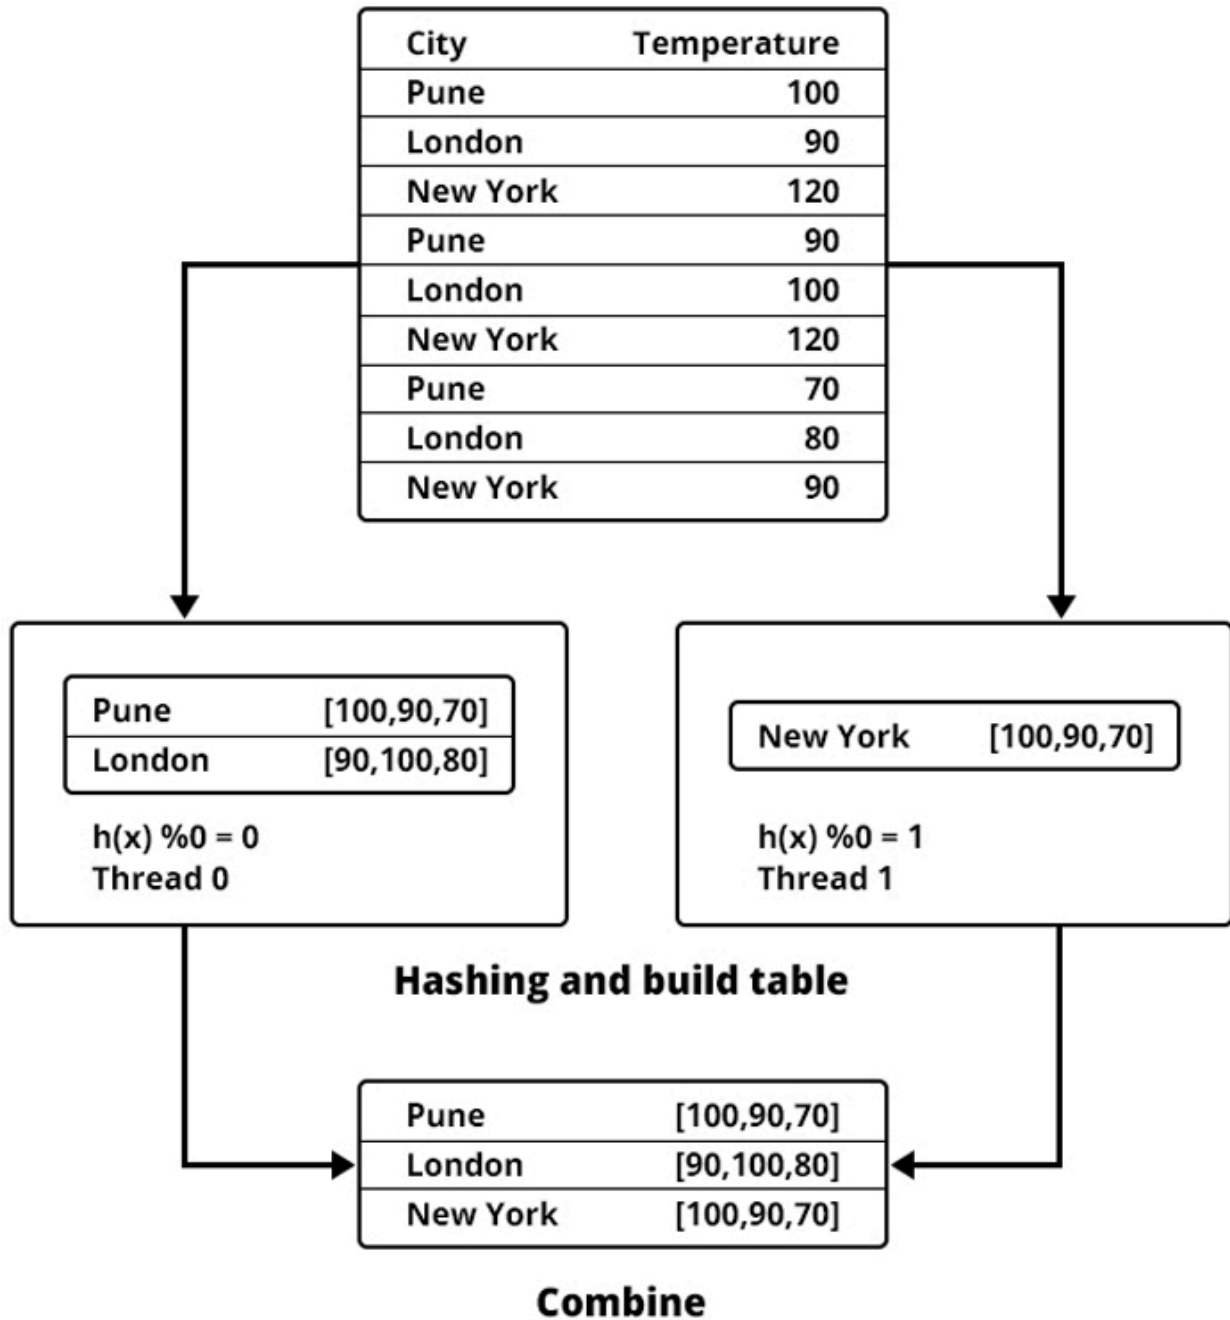 City Temperature
Pune 100
London 90
New York 120
Pune 90
London 100
New York 120
Pune 70
London 80
New York 90
Pune [100,90,70]
London [90,100,80]
h(x) %0 = 0
Thread 0
New York [100,90,70]
h(x) %0 = 1
Thread 1
Hashing and build table
Pune [100,90,70]
London [90,100,80]
New York [100,90,70]
Combine